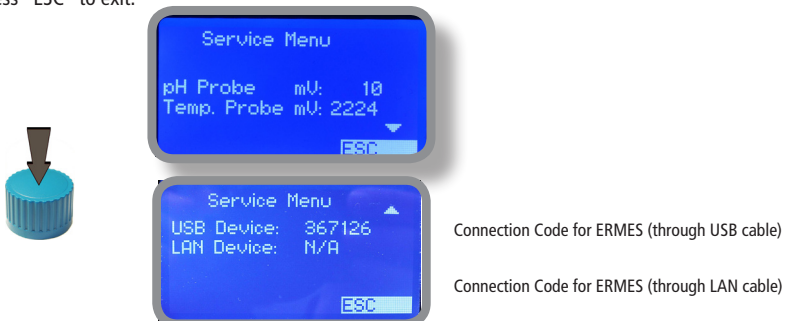 "ESC" to exit.
Service Menu
pH Probe mV: 10
Temp. Probe mV: 2224
ESC
Service Menu
USB Device: 367126
LAN Device: N/A
ESC
Connection Code for ERMES (through USB cable)
Connection Code for ERMES (through LAN cable)